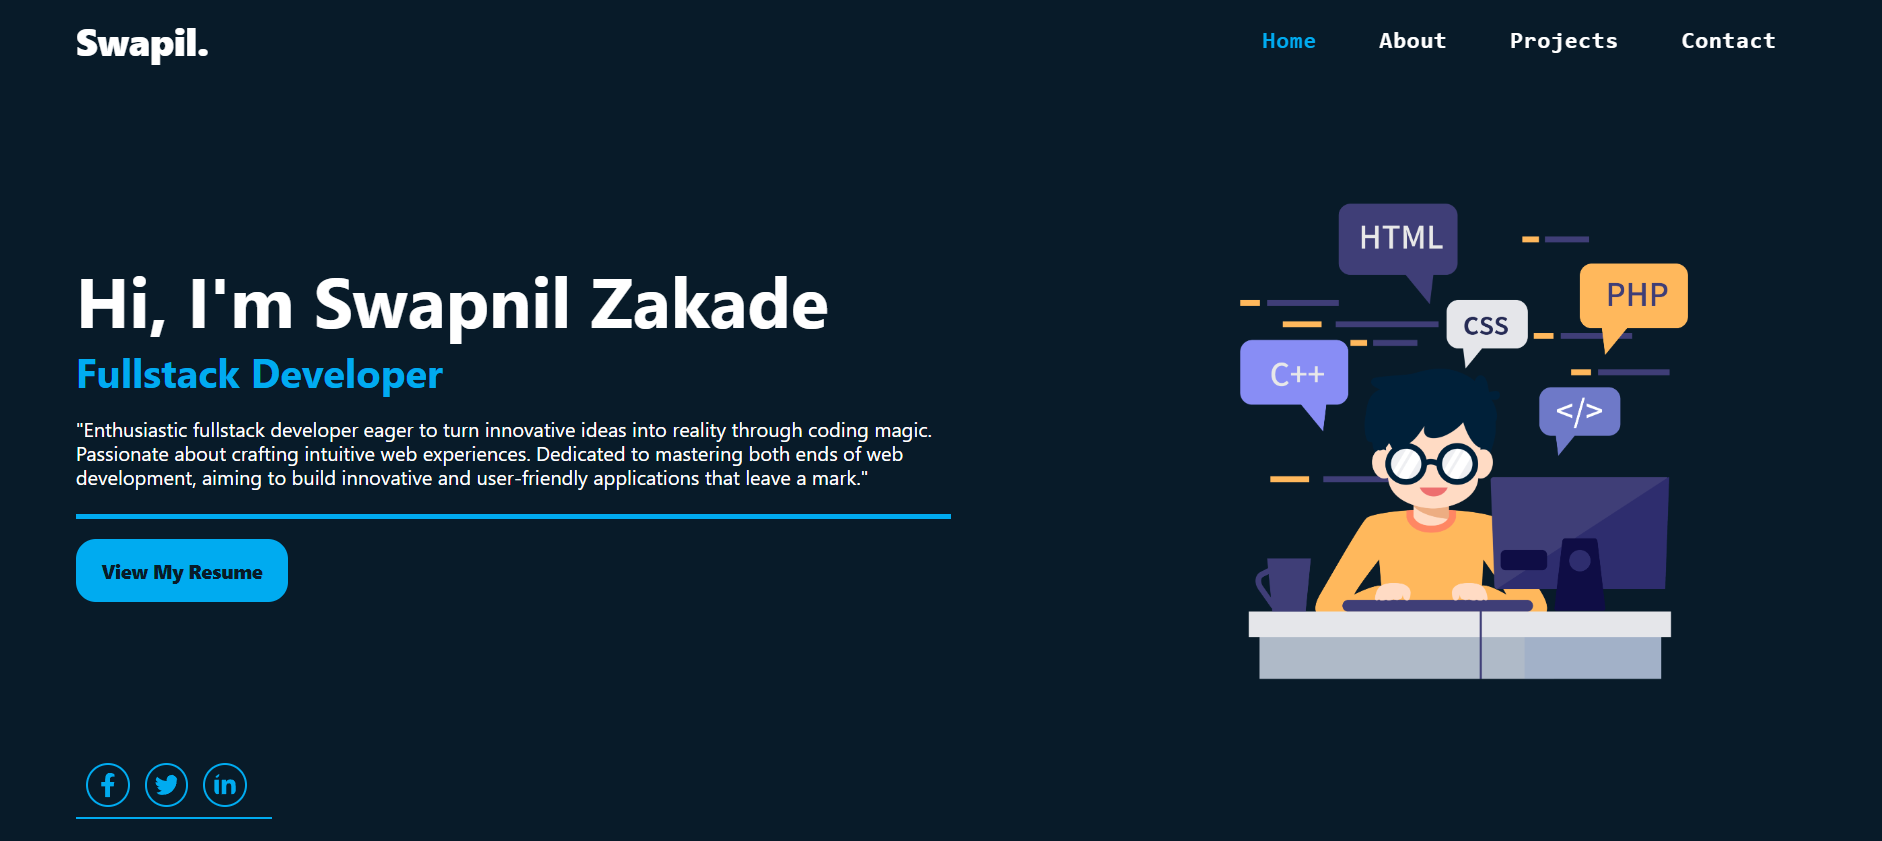 Swapil.
Home About Projects Contact
Hi, I'm Swapnil Zakade
Fullstack Developer
"Enthusiastic fullstack developer eager to turn innovative ideas into reality through coding magic.
Passionate about crafting intuitive web experiences. Dedicated to mastering both ends of web
development, aiming to build innovative and user-friendly applications that leave a mark."
View My Resume
HTML
PHP
CSS
C++
</>
f
in